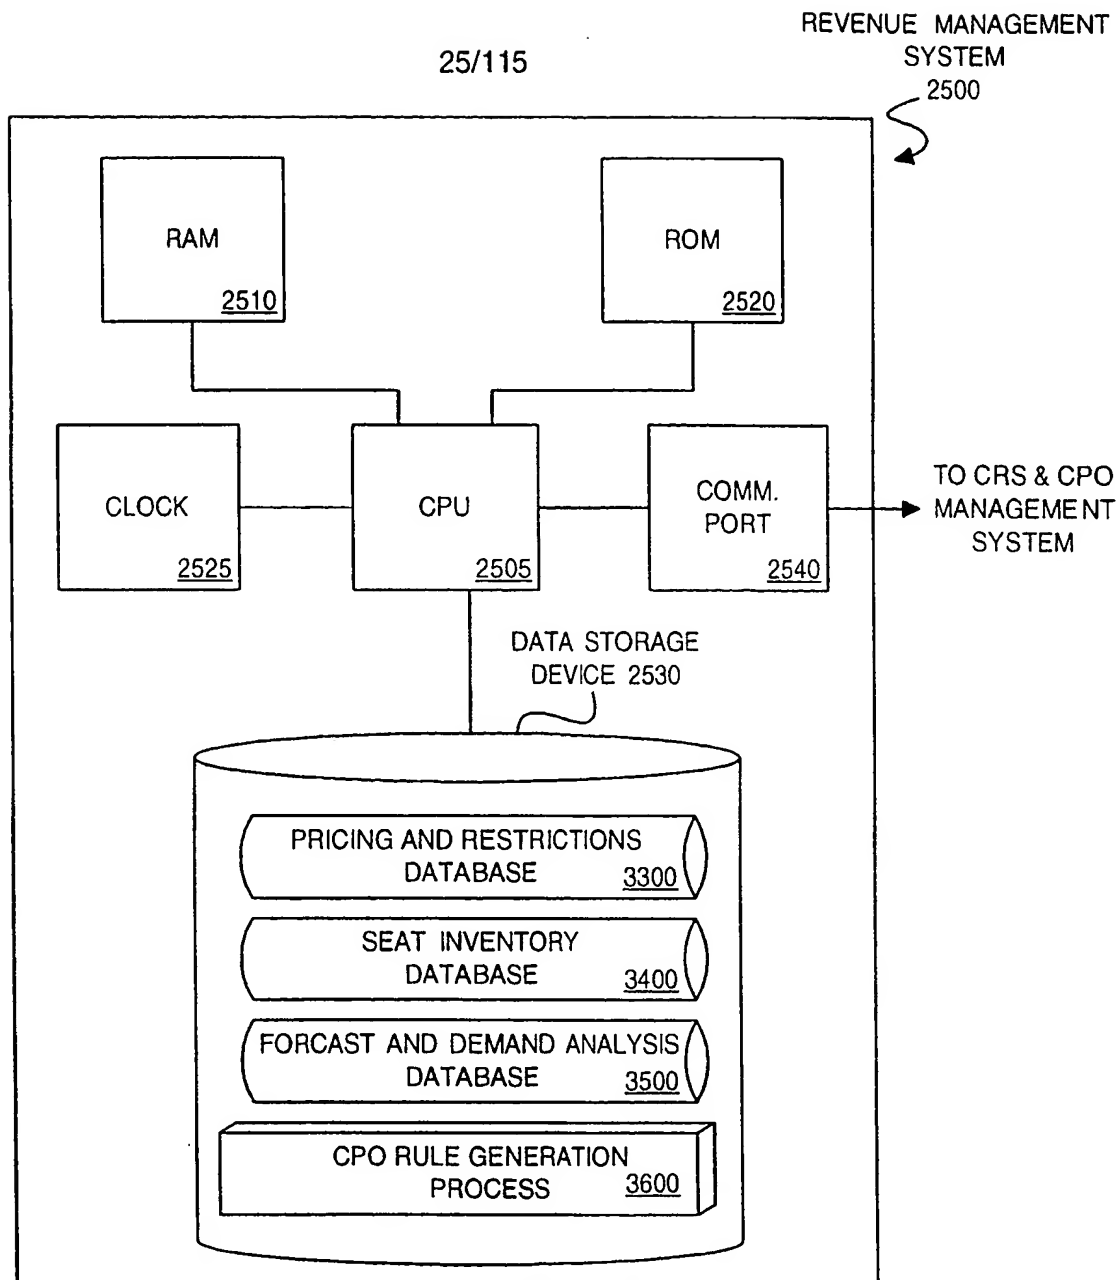 25/115
REVENUE MANAGEMENT
SYSTEM
2500
RAM
2510
ROM
2520
CLOCK
2525
CPU
2505
COMM.
PORT
2540
TO CRS & CPO
MANAGEMENT
SYSTEM
DATA STORAGE
DEVICE 2530
PRICING AND RESTRICTIONS
DATABASE 3300
SEAT INVENTORY
DATABASE 3400
FORCAST AND DEMAND ANALYSIS
DATABASE 3500
CPO RULE GENERATION
PROCESS 3600